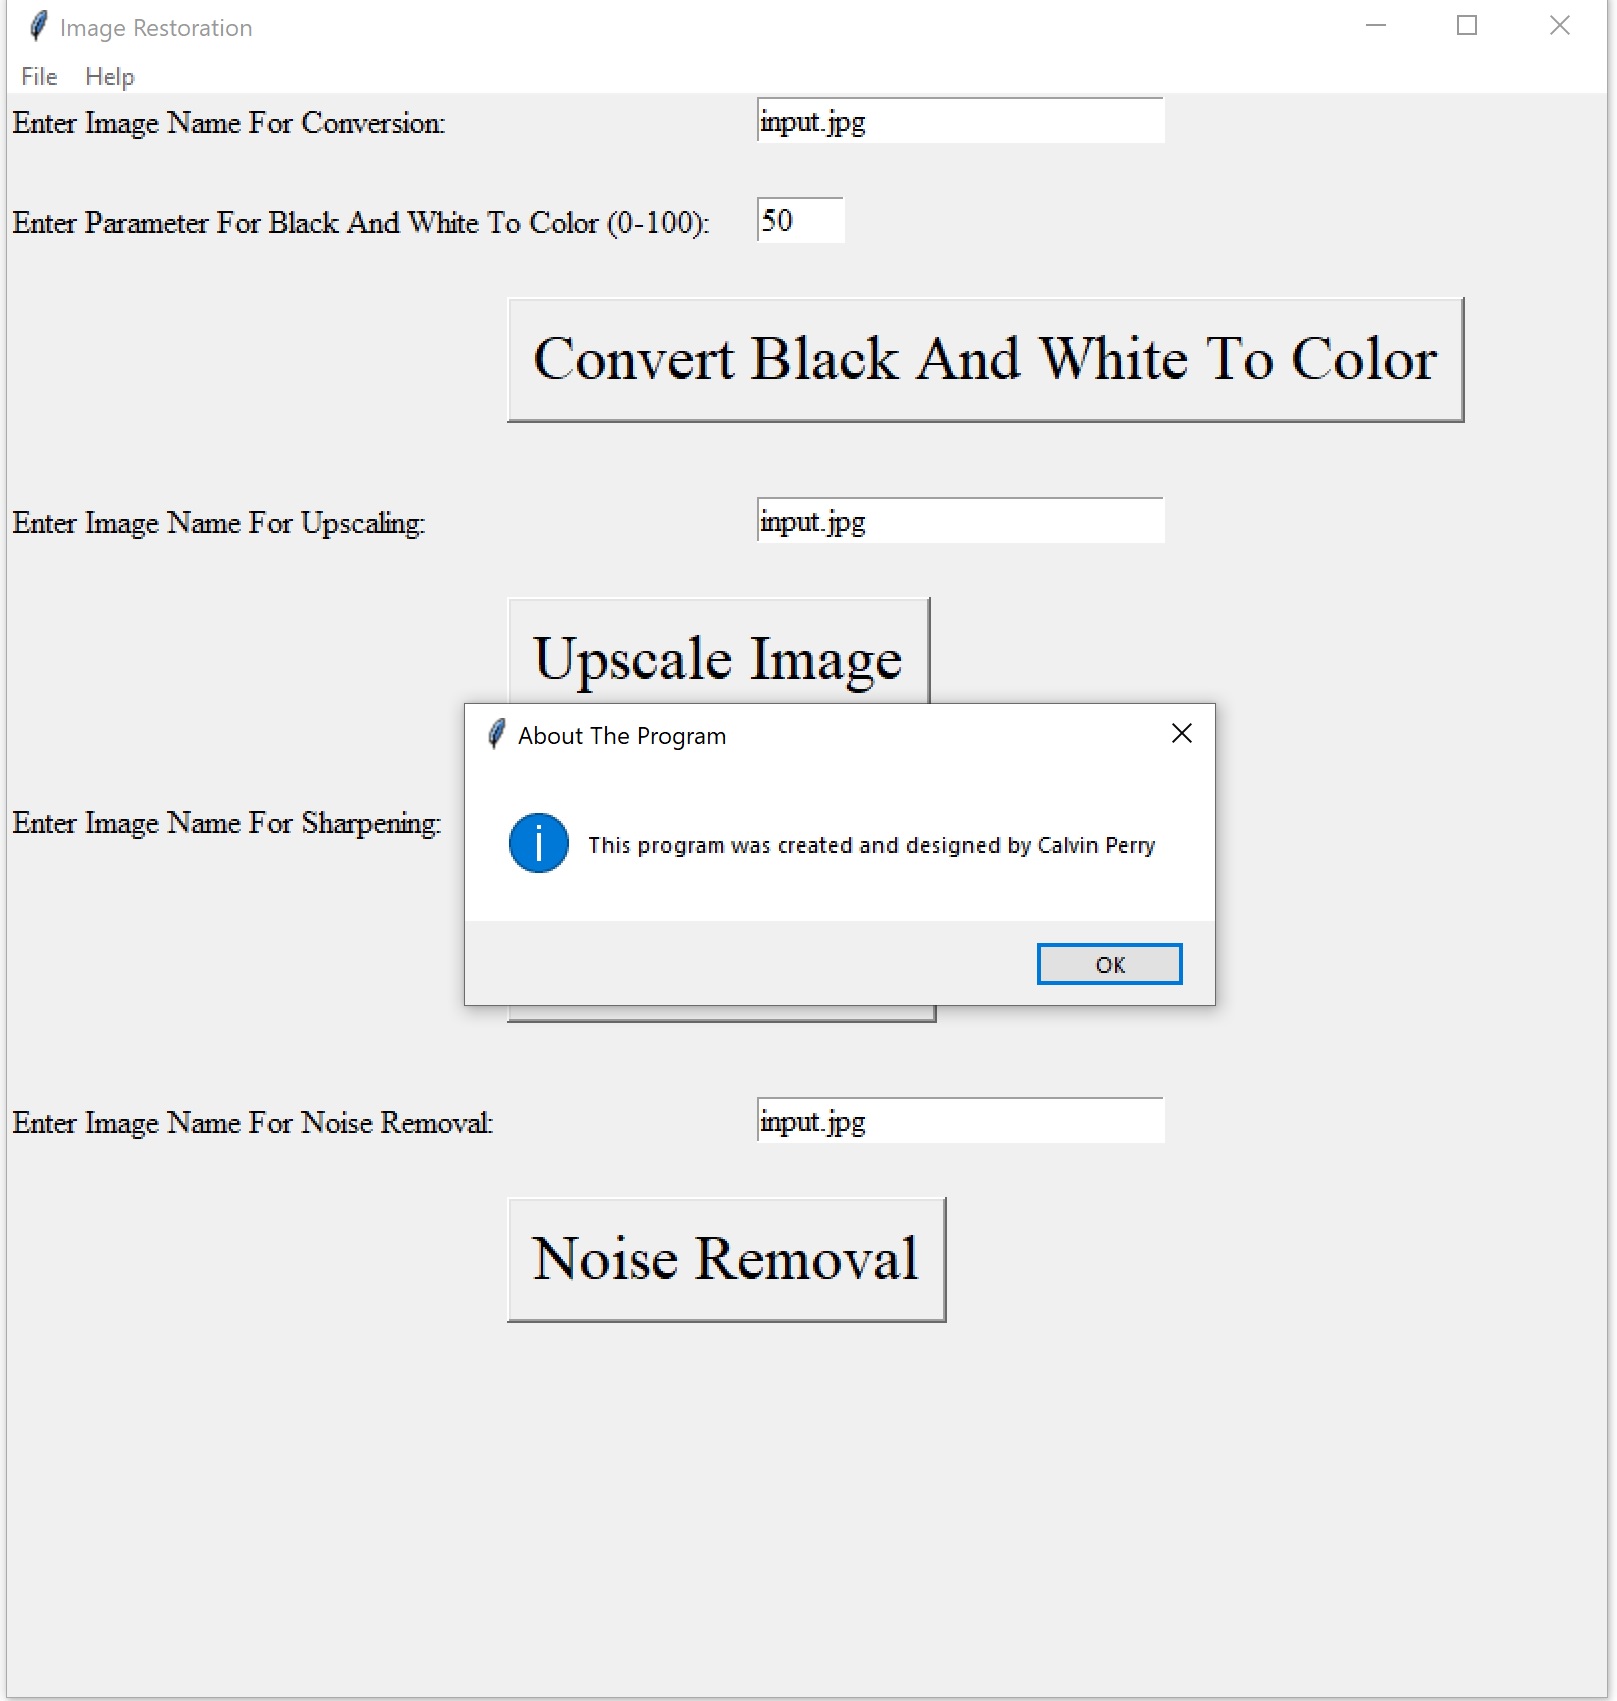 Image Restoration
File Help
Enter Image Name For Conversion: input.jpg
Enter Parameter For Black And White To Color (0-100): 50
Convert Black And White To Color
Enter Image Name For Upscaling: input.jpg
Upscale Image
About The Program
Enter Image Name For Sharpening:
This program was created and designed by Calvin Perry
OK
Enter Image Name For Noise Removal: input.jpg
Noise Removal